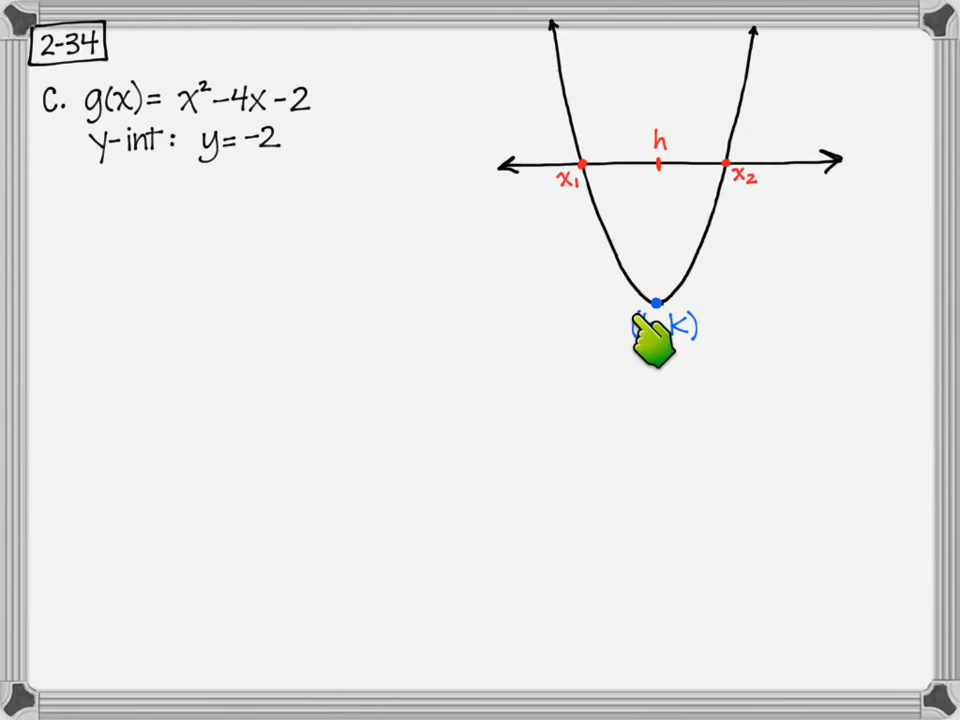 2-34
c. g(x) = x²-4x-2
y-int: y=-2
h
x₁ x₂
K)